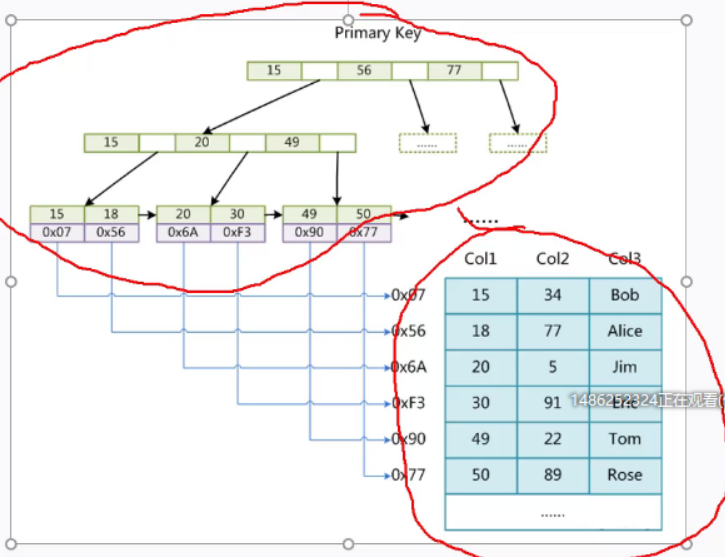 Primary Key
15 56 77
15 20 49 ...... ......
15 18 20 30 49 50
0x07 0x56 0x6A 0xF3 0x90 0x77
......
Col1 Col2 Col3
0x07 15 34 Bob
0x56 18 77 Alice
0x6A 20 5 Jim
0xF3 30 91 Eric
1486252324正在观看(
0x90 49 22 Tom
0x77 50 89 Rose
......